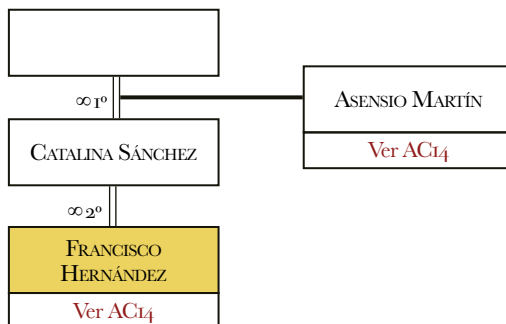 ∞1º
Asensio Martín
Ver AC14
Catalina Sánchez
∞2º
Francisco
Hernández
Ver AC14